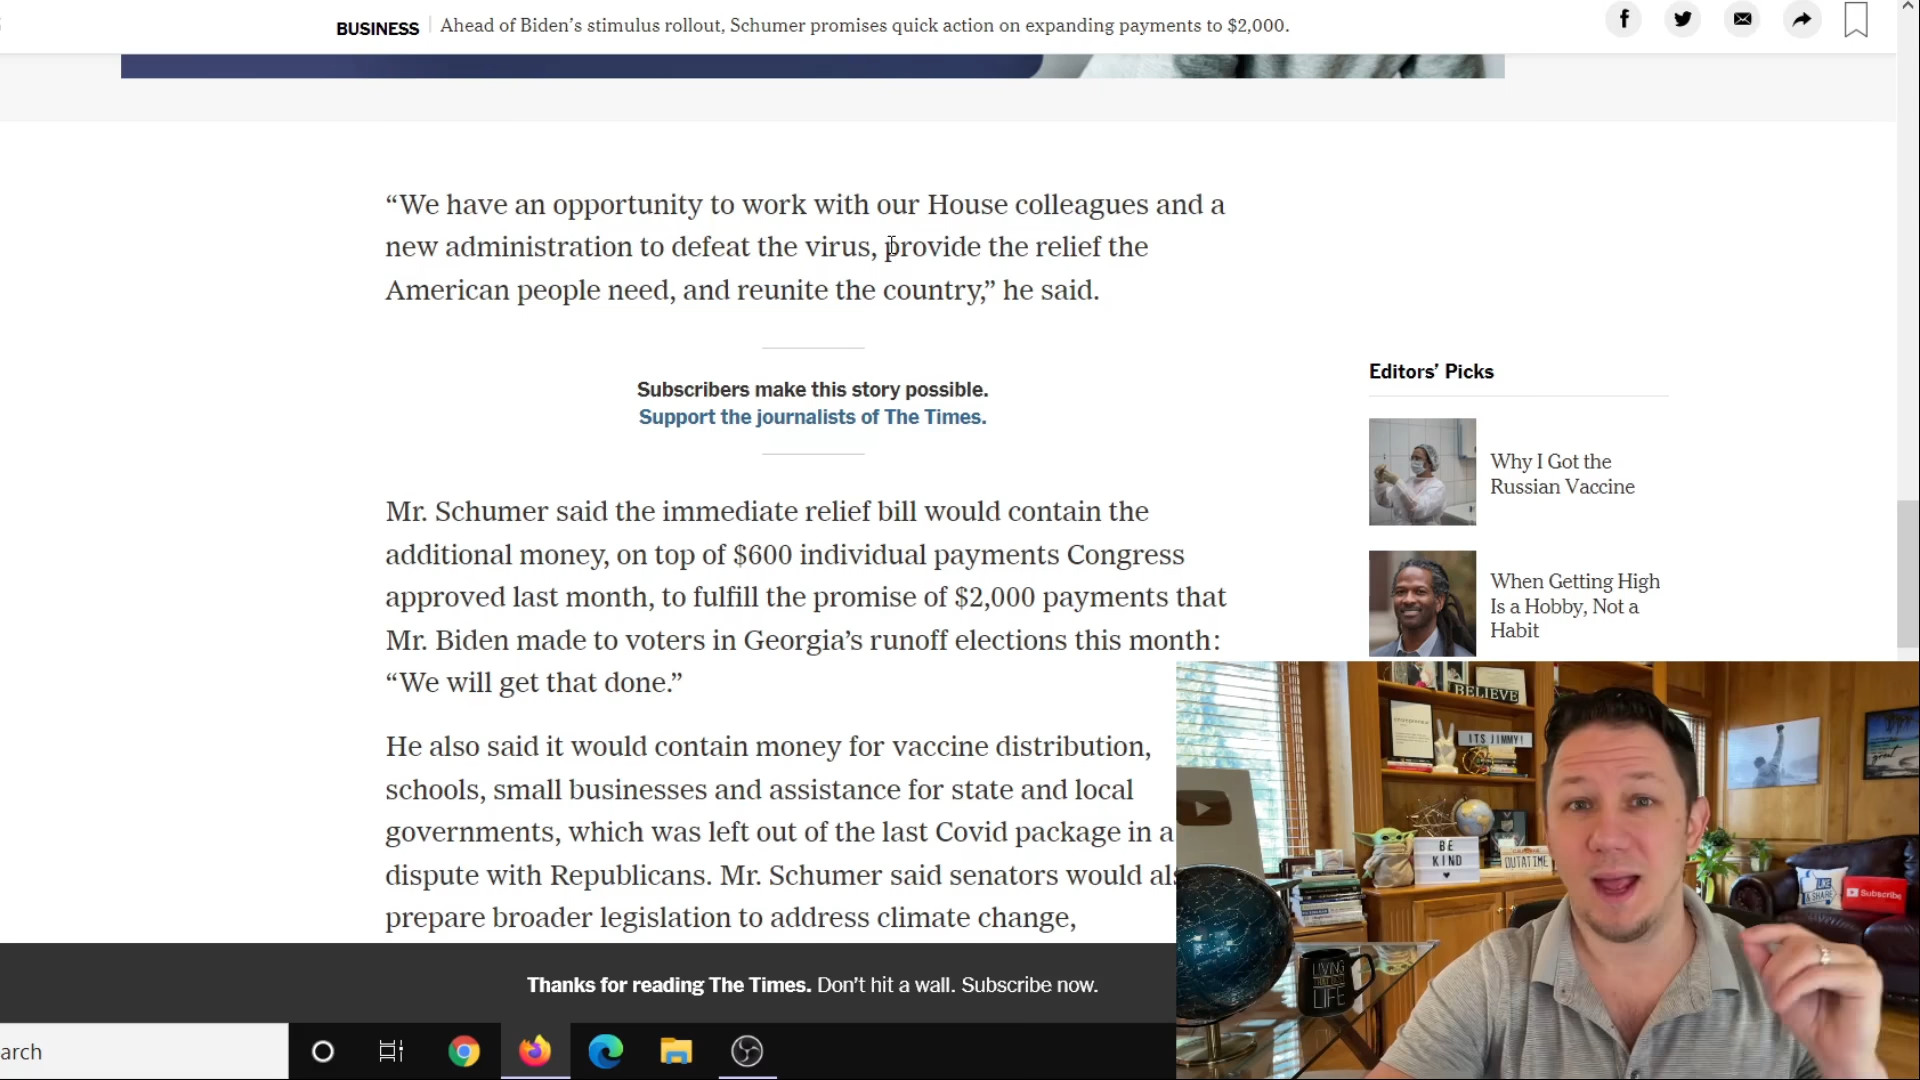 BUSINESS Ahead of Biden's stimulus rollout, Schumer promises quick action on expanding payments to $2,000.
“We have an opportunity to work with our House colleagues and a
new administration to defeat the virus, provide the relief the
American people need, and reunite the country,” he said.
Subscribers make this story possible.
Support the journalists of The Times.
Mr. Schumer said the immediate relief bill would contain the
additional money, on top of $600 individual payments Congress
approved last month, to fulfill the promise of $2,000 payments that
Mr. Biden made to voters in Georgia’s runoff elections this month:
“We will get that done.”
He also said it would contain money for vaccine distribution,
schools, small businesses and assistance for state and local
governments, which was left out of the last Covid package in a
dispute with Republicans. Mr. Schumer said senators would als
prepare broader legislation to address climate change,
Editors’ Picks
Why I Got the
Russian Vaccine
When Getting High
Is a Hobby, Not a
Habit
BELIEVE
ITS JIMMY!
BE
KIND
OUTATIME
LIKE
& SHARE
Subscribe
LIVING
LIFE
Thanks for reading The Times. Don’t hit a wall. Subscribe now.
arch